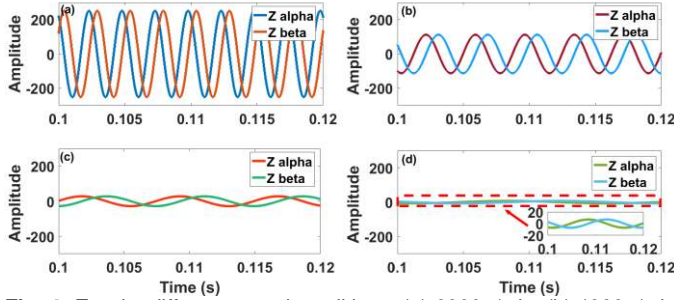 (a)
Z alpha
Z beta
200
0
-200
Amplitude
0.1 0.105 0.11 0.115 0.12
(b)
Z alpha
Z beta
200
0
-200
Amplitude
0.1 0.105 0.11 0.115 0.12
(c)
Z alpha
Z beta
200
0
-200
Amplitude
0.1 0.105 0.11 0.115 0.12
Time (s)
(d)
Z alpha
Z beta
200
0
-200
Amplitude
20
0
-20
0.1 0.11 0.12
0.1 0.105 0.11 0.115 0.12
Time (s)